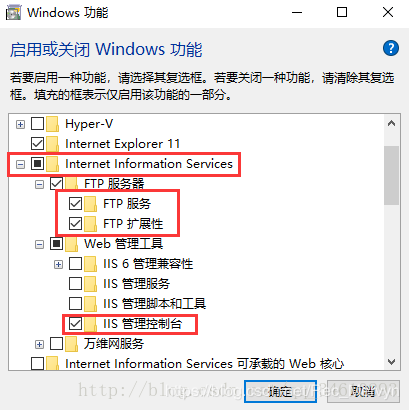 Windows 功能
启用或关闭 Windows 功能
若要启用一种功能，请选择其复选框。若要关闭一种功能，请清除其复选
框。填充的框表示仅启用该功能的一部分。
Hyper-V
Internet Explorer 11
Internet Information Services
FTP 服务器
FTP 服务
FTP 扩展性
Web 管理工具
IIS 6 管理兼容性
IIS 管理服务
IIS 管理脚本和工具
IIS 管理控制台
万维网服务
Internet Information Services 可承载的 Web 核心
确定
取消